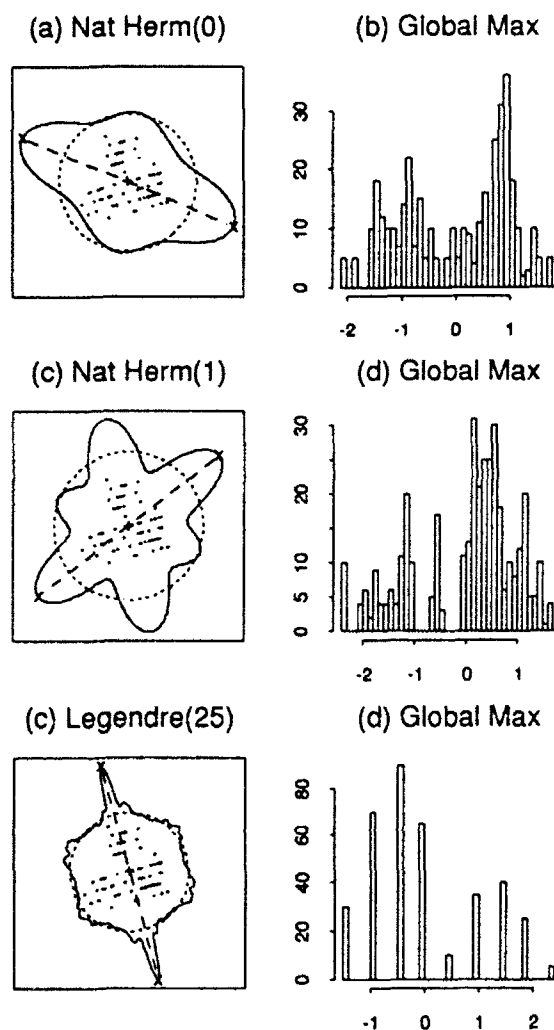 (a) Nat Herm(0)
(b) Global Max
30
20
10
0
-2 -1 0 1
(c) Nat Herm(1)
(d) Global Max
30
20
10
5
0
-2 -1 0 1
(c) Legendre(25)
(d) Global Max
80
60
40
20
0
-1 0 1 2